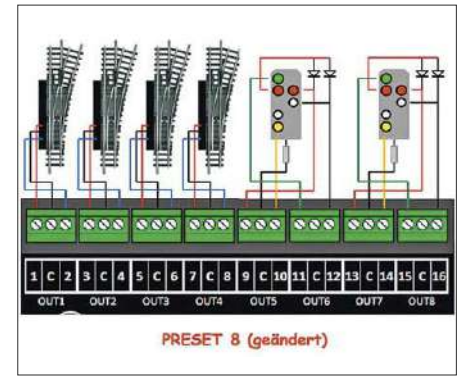 1 C 2 3 C 4 5 C 6 7 C 8 9 C 10 11 C 12 13 C 14 15 C 16
OUT1 OUT2 OUT3 OUT4 OUT5 OUT6 OUT7 OUT8
PRESET 8 (geändert)